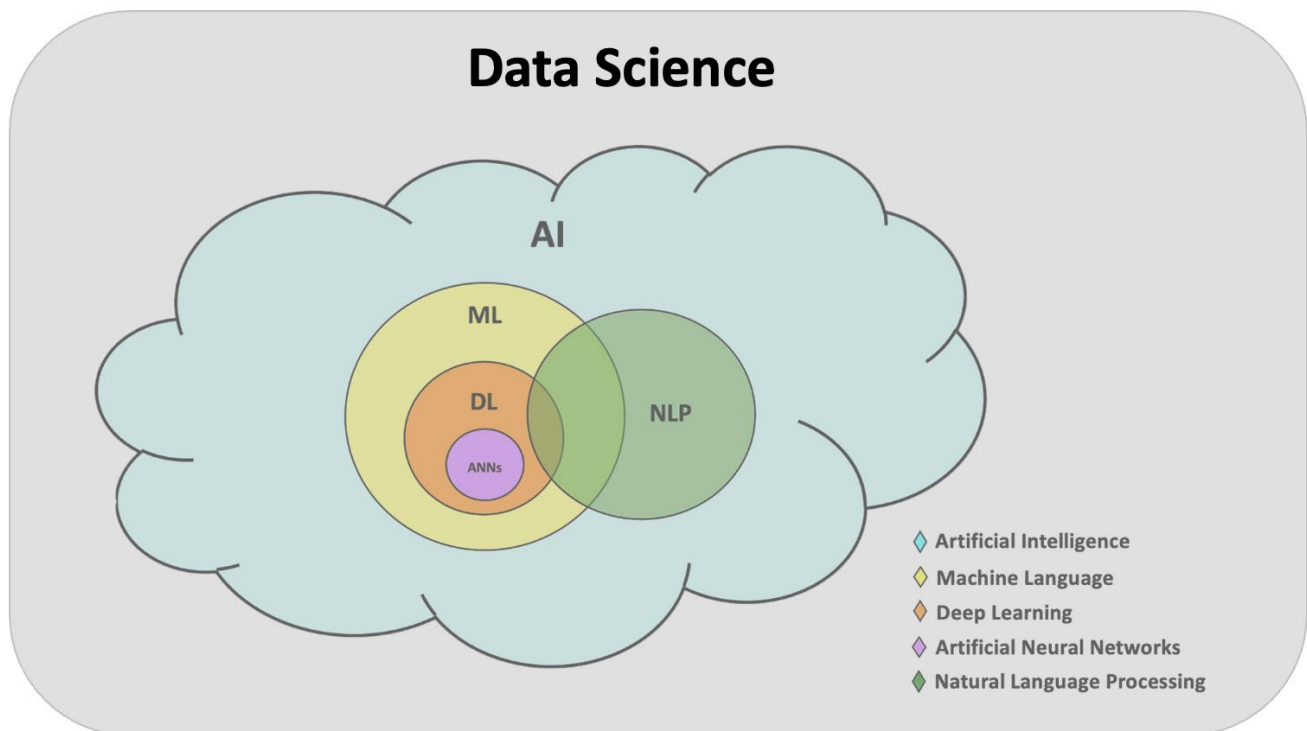 Data Science
AI
ML
DL
NLP
ANNs
Artificial Intelligence
Machine Language
Deep Learning
Artificial Neural Networks
Natural Language Processing